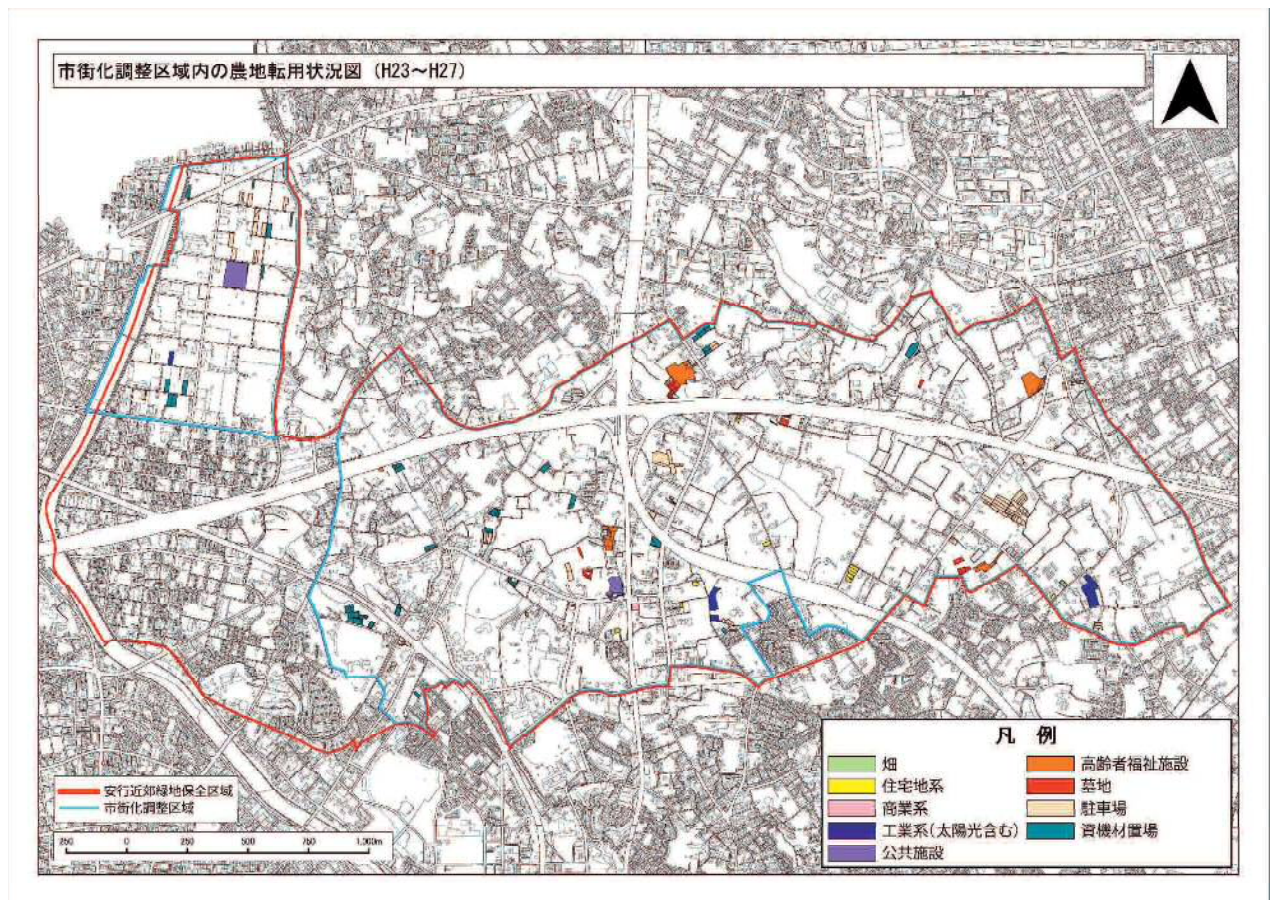 市街化調整区域内の農地転用状況図（H23～H27）
安行近郊緑地保全区域
市街化調整区域
250 0 250 500 750 1,000m
凡 例
畑
住宅地系
商業系
工業系（太陽光含む）
公共施設
高齢者福祉施設
墓地
駐車場
資機材置場